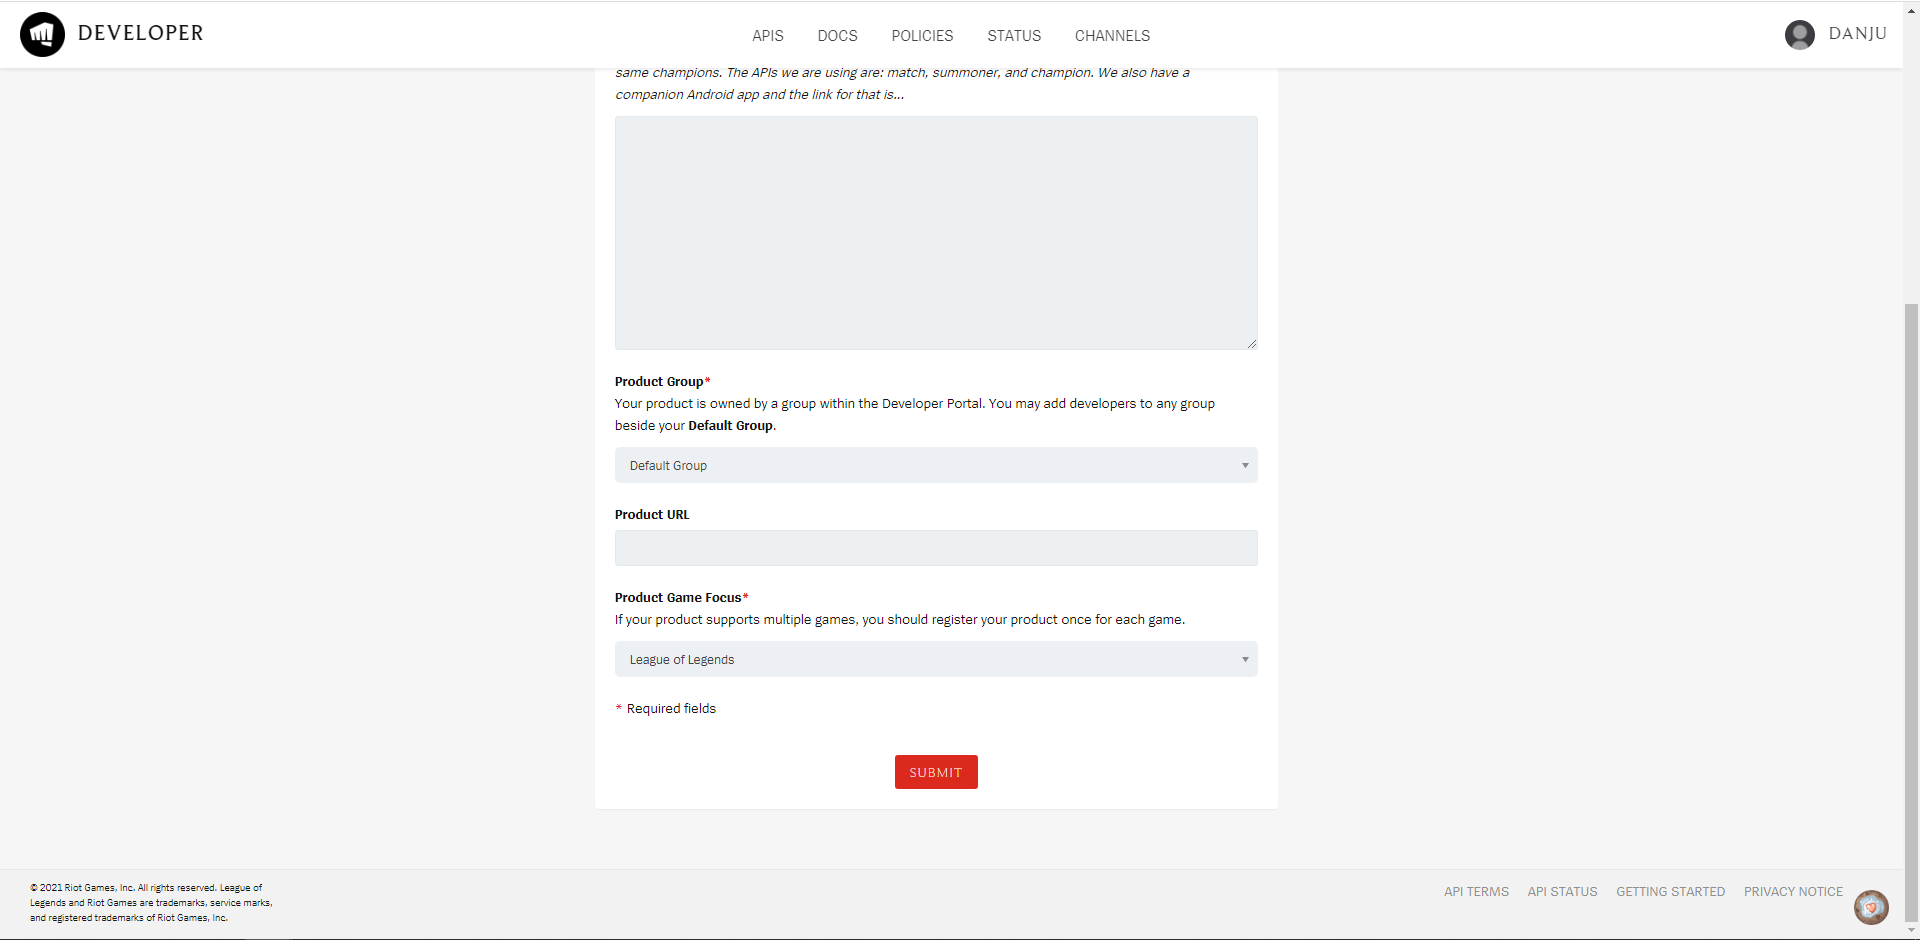 DEVELOPER
APIS DOCS POLICIES STATUS CHANNELS
DANJU
same champions. The APIs we are using are: match, summoner, and champion. We also have a
companion Android app and the link for that is...
Product Group*
Your product is owned by a group within the Developer Portal. You may add developers to any group
beside your Default Group.
Default Group
Product URL
Product Game Focus*
If your product supports multiple games, you should register your product once for each game.
League of Legends
* Required fields
SUBMIT
© 2021 Riot Games, Inc. All rights reserved. League of
Legends and Riot Games are trademarks, service marks,
and registered trademarks of Riot Games, Inc.
API TERMS API STATUS GETTING STARTED PRIVACY NOTICE